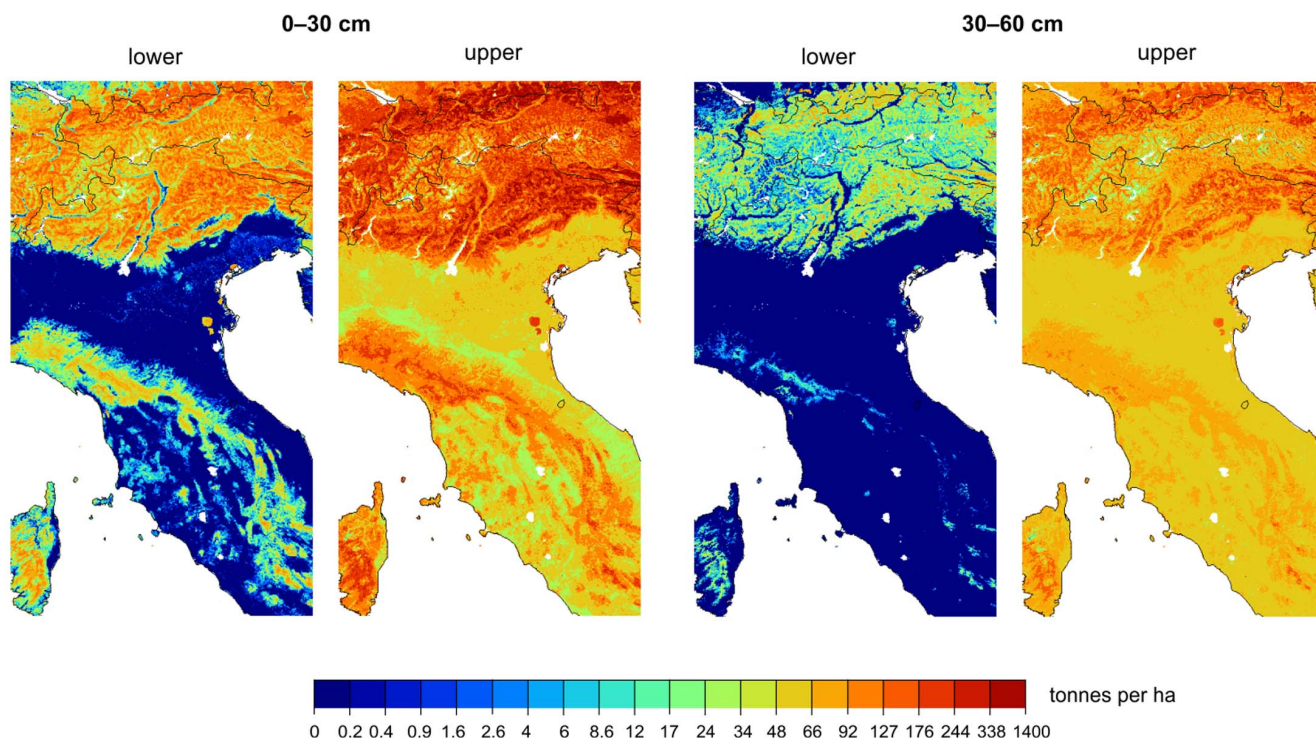 0–30 cm
30–60 cm
lower
upper
lower
upper
tonnes per ha
0 0.2 0.4 0.9 1.6 2.6 4 6 8.6 12 17 24 34 48 66 92 127 176 244 338 1400